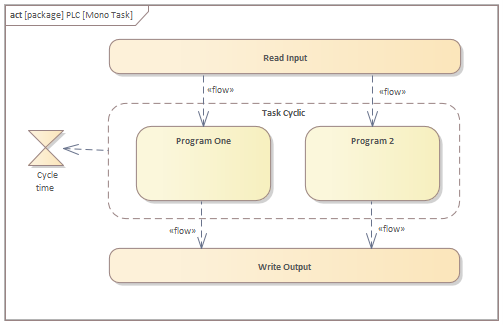 act [package] PLC [Mono Task]
Read Input
«flow»
«flow»
Task Cyclic
Program One
Program 2
Cycle
time
«flow»
«flow»
Write Output